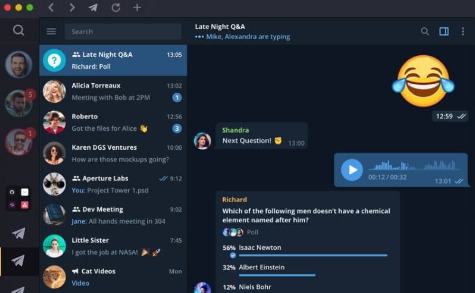 Search
Late Night Q&A 13:05
Richard: Poll
Alicia Torreaux 13:02
Meeting with Bob at 2PM 1
Roberto 12:56
Got the files for Alice 👋 3
Karen DGS Ventures 10:00
How are those mockups going?
Aperture Labs 9:12
You: Project Tower 1.psd
Dev Meeting 9:02
Jane: All hands meeting in 304
Little Sister 7:45
I got the job at NASA! 🎉 🚀
Cat Videos Mon
Video
5
1
Late Night Q&A
Mike, Alexandra are typing
12:59
Shandra
Next Question! ✊ 13:00
00:12 / 00:32
13:01
Richard
Which of the following men doesn't have a chemical
element named after him?
Poll
56% Isaac Newton
32% Albert Einstein
12% Niels Bohr